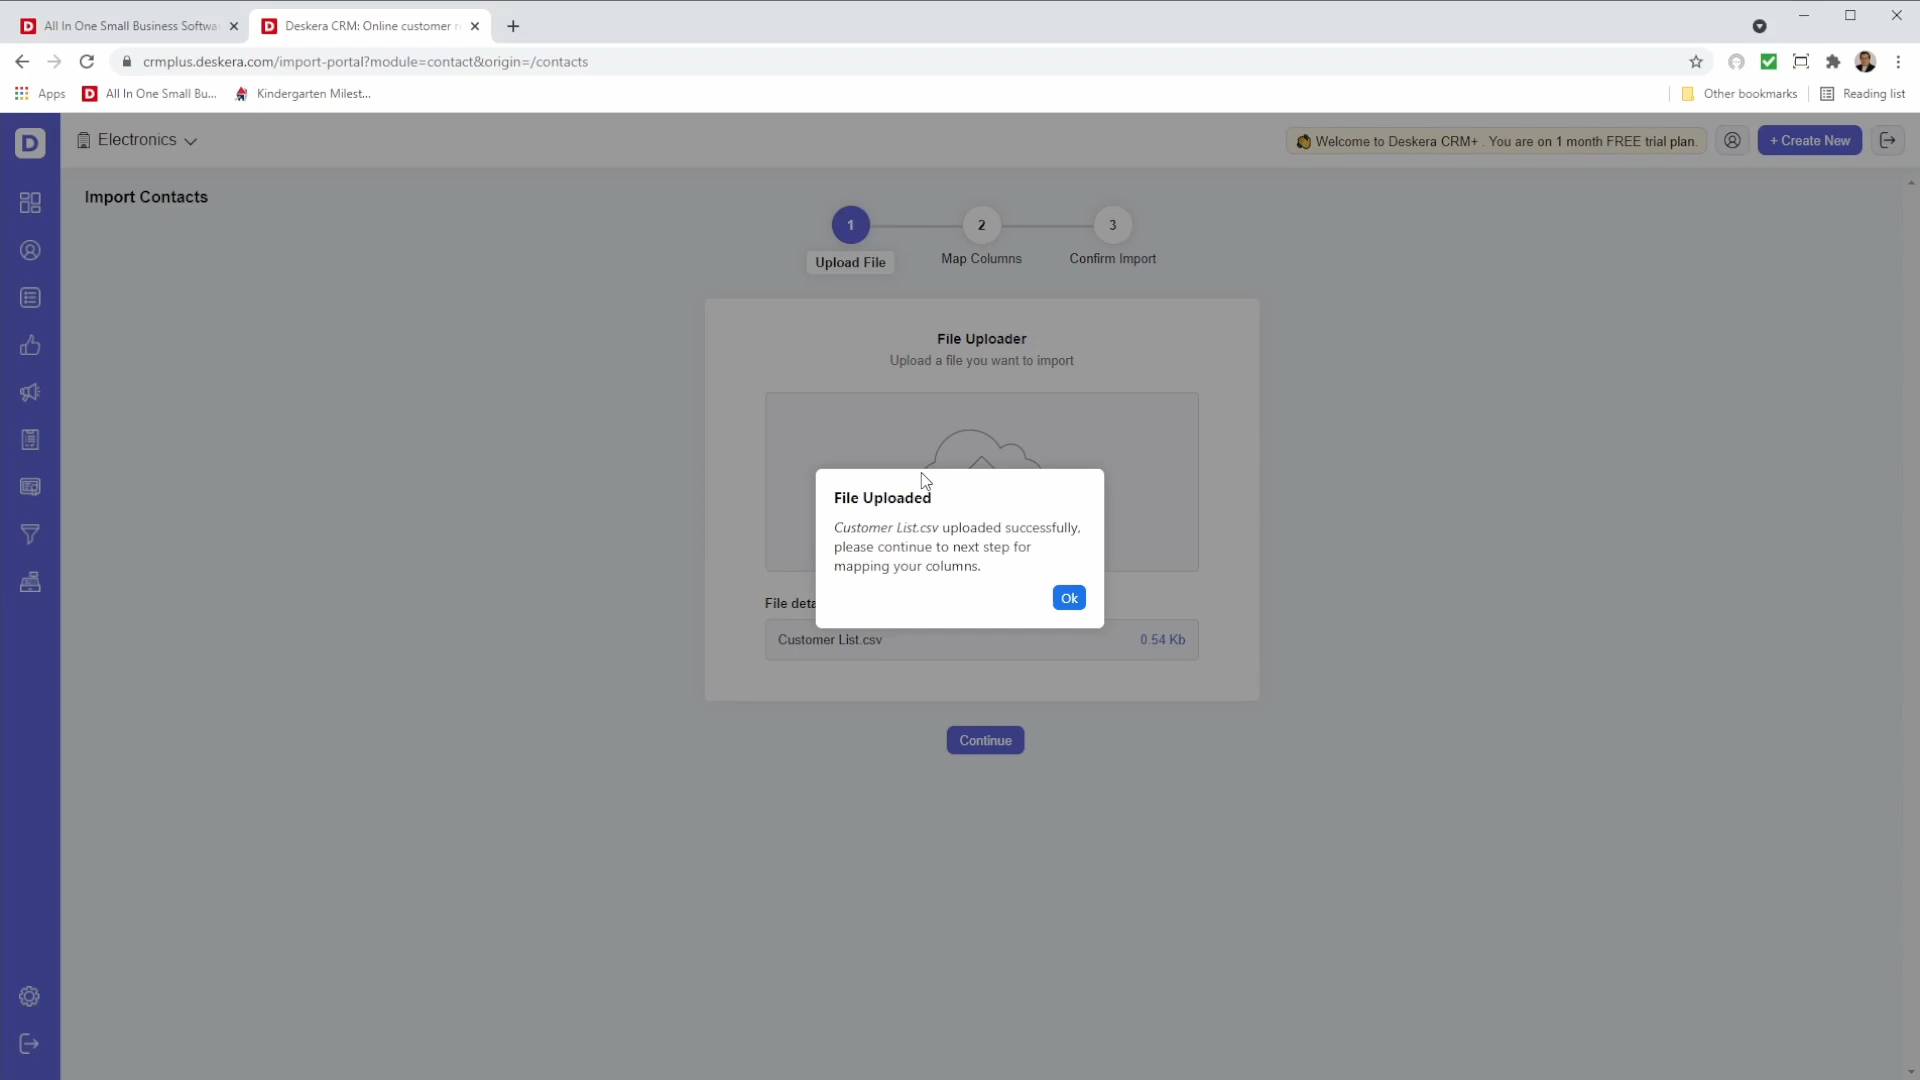 All In One Small Business Softwa
Deskera CRM: Online customer r
crmplus.deskera.com/import-portal?module=contact&origin=/contacts
Apps
All In One Small Bu...
Kindergarten Milest...
Other bookmarks
Reading list
D
Electronics
Welcome to Deskera CRM+ . You are on 1 month FREE trial plan.
+ Create New
Import Contacts
1
2
3
Upload File
Map Columns
Confirm Import
File Uploader
Upload a file you want to import
File Uploaded
Customer List.csv uploaded successfully,
please continue to next step for
mapping your columns.
Ok
File deta
Customer List.csv
0.54 Kb
Continue